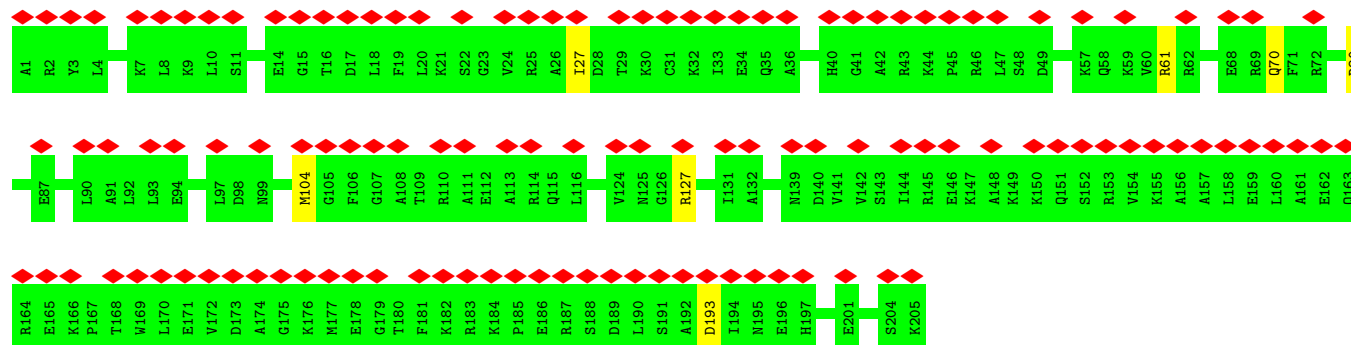 A1 R2 Y3 L4 K7 L8 K9 L10 S11 E14 G15 T16 D17 L18 F19 L20 K21 S22 G23 V24 R25 A26 I27 D28 T29 K30 C31 K32 I33 E34 Q35 A36 H40 G41 A42 R43 K44 P45 R46 L47 S48 D49 K57 Q58 K59 V60 R61 R62 E68 R69 Q70 F71 R72
E87 L90 A91 L92 L93 E94 L97 D98 N99 M104 G105 F106 G107 A108 T109 R110 A111 E112 A113 R114 Q115 L116 V124 N125 G126 R127 I131 A132 N139 D140 V141 V142 S143 I144 R145 E146 K147 A148 K149 K150 Q151 S152 R153 V154 K155 A156 A157 L158 E159 L160 A161 E162 Q163
R164 E165 K166 P167 T168 W169 L170 E171 V172 D173 A174 G175 K176 M177 E178 G179 T180 F181 K182 R183 K184 P185 E186 R187 S188 D189 L190 S191 A192 D193 I194 N195 E196 H197 E201 S204 K205